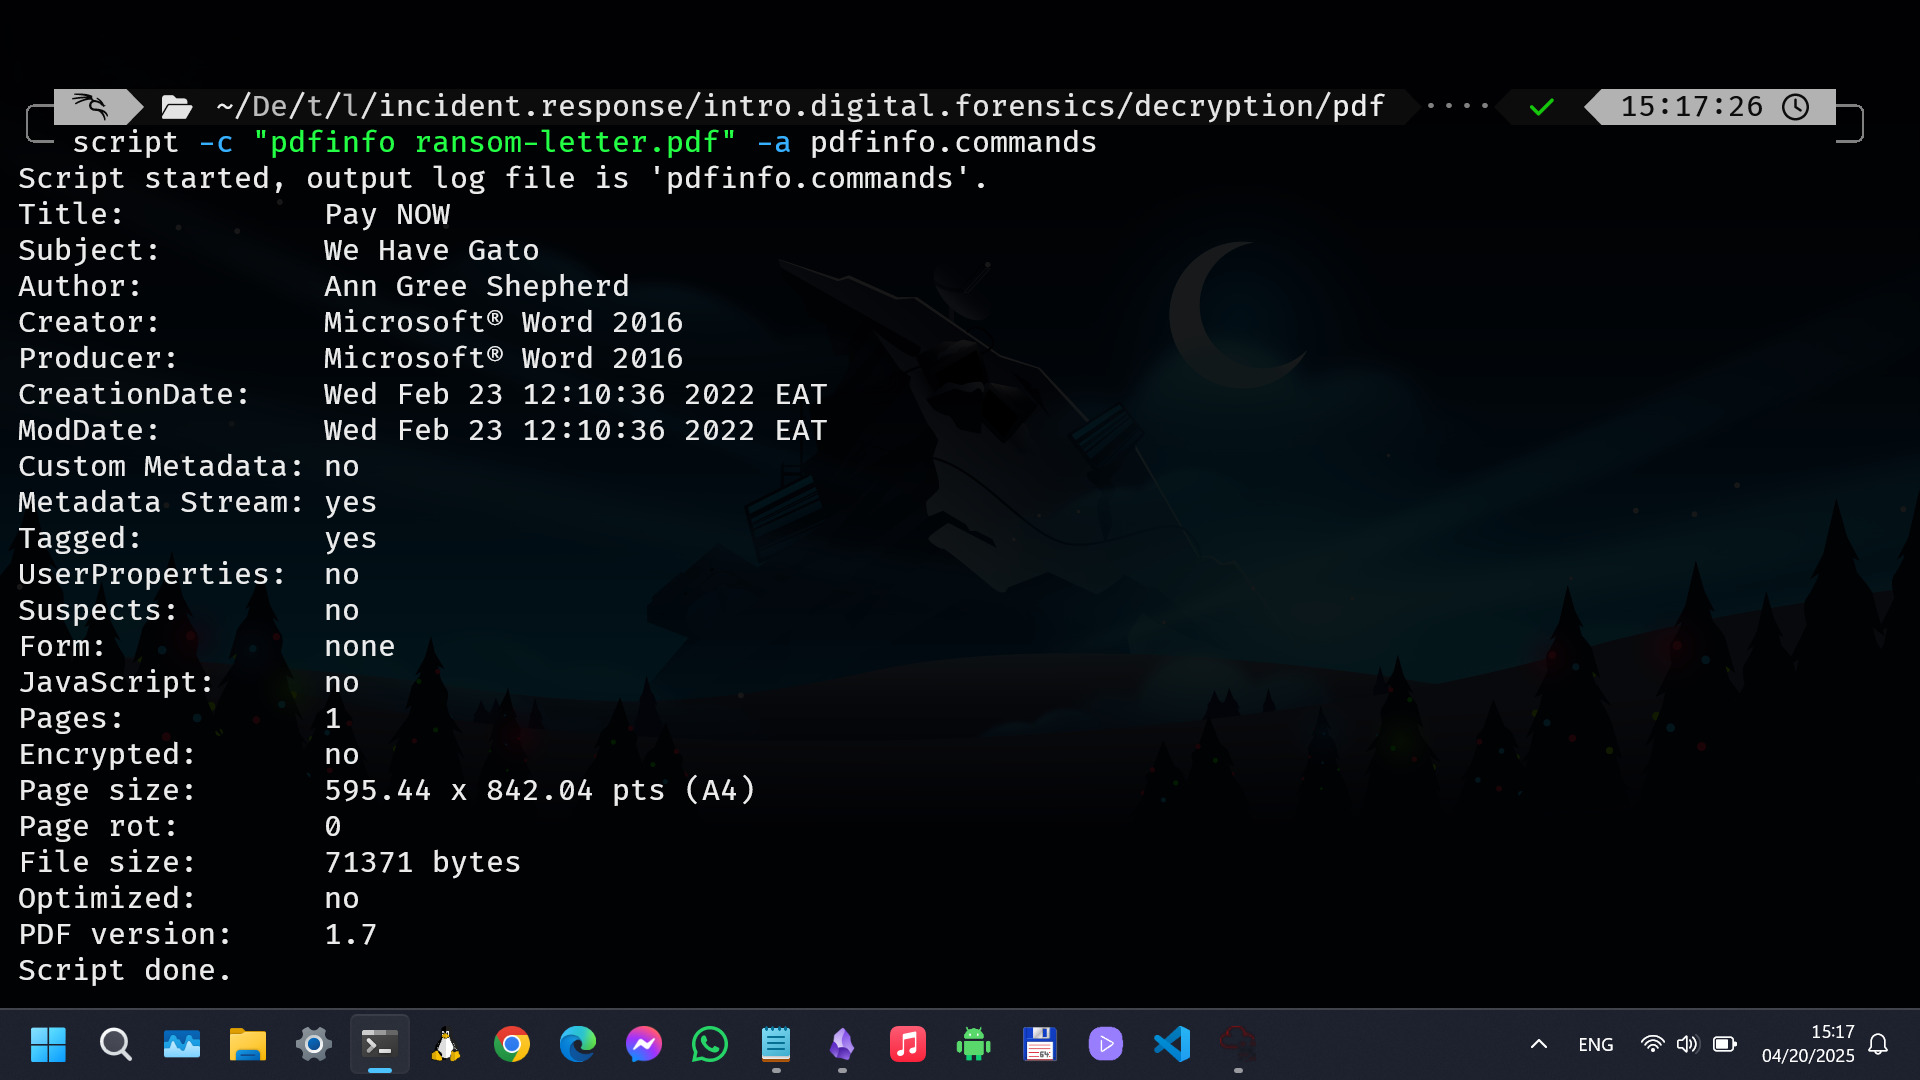 ~/De/t/l/incident.response/intro.digital.forensics/decryption/pdf ···· ✓ 15:17:26
script -c "pdfinfo ransom-letter.pdf" -a pdfinfo.commands
Script started, output log file is 'pdfinfo.commands'.
Title: Pay NOW
Subject: We Have Gato
Author: Ann Gree Shepherd
Creator: Microsoft® Word 2016
Producer: Microsoft® Word 2016
CreationDate: Wed Feb 23 12:10:36 2022 EAT
ModDate: Wed Feb 23 12:10:36 2022 EAT
Custom Metadata: no
Metadata Stream: yes
Tagged: yes
UserProperties: no
Suspects: no
Form: none
JavaScript: no
Pages: 1
Encrypted: no
Page size: 595.44 x 842.04 pts (A4)
Page rot: 0
File size: 71371 bytes
Optimized: no
PDF version: 1.7
Script done.
64
ENG
15:17
04/20/2025